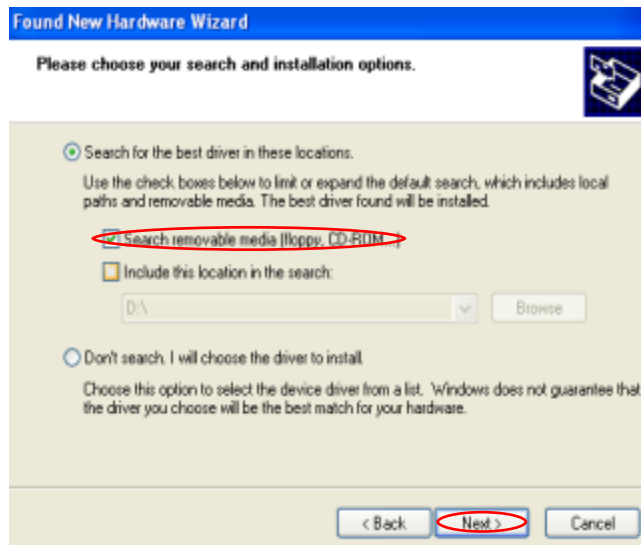 Found New Hardware Wizard
Please choose your search and installation options.
Search for the best driver in these locations.
Use the check boxes below to limit or expand the default search, which includes local
paths and removable media. The best driver found will be installed.
Search removable media (floppy, CD-ROM...)
Include this location in the search:
D:\
Browse
Don't search. I will choose the driver to install.
Choose this option to select the device driver from a list. Windows does not guarantee that
the driver you choose will be the best match for your hardware.
< Back Next > Cancel